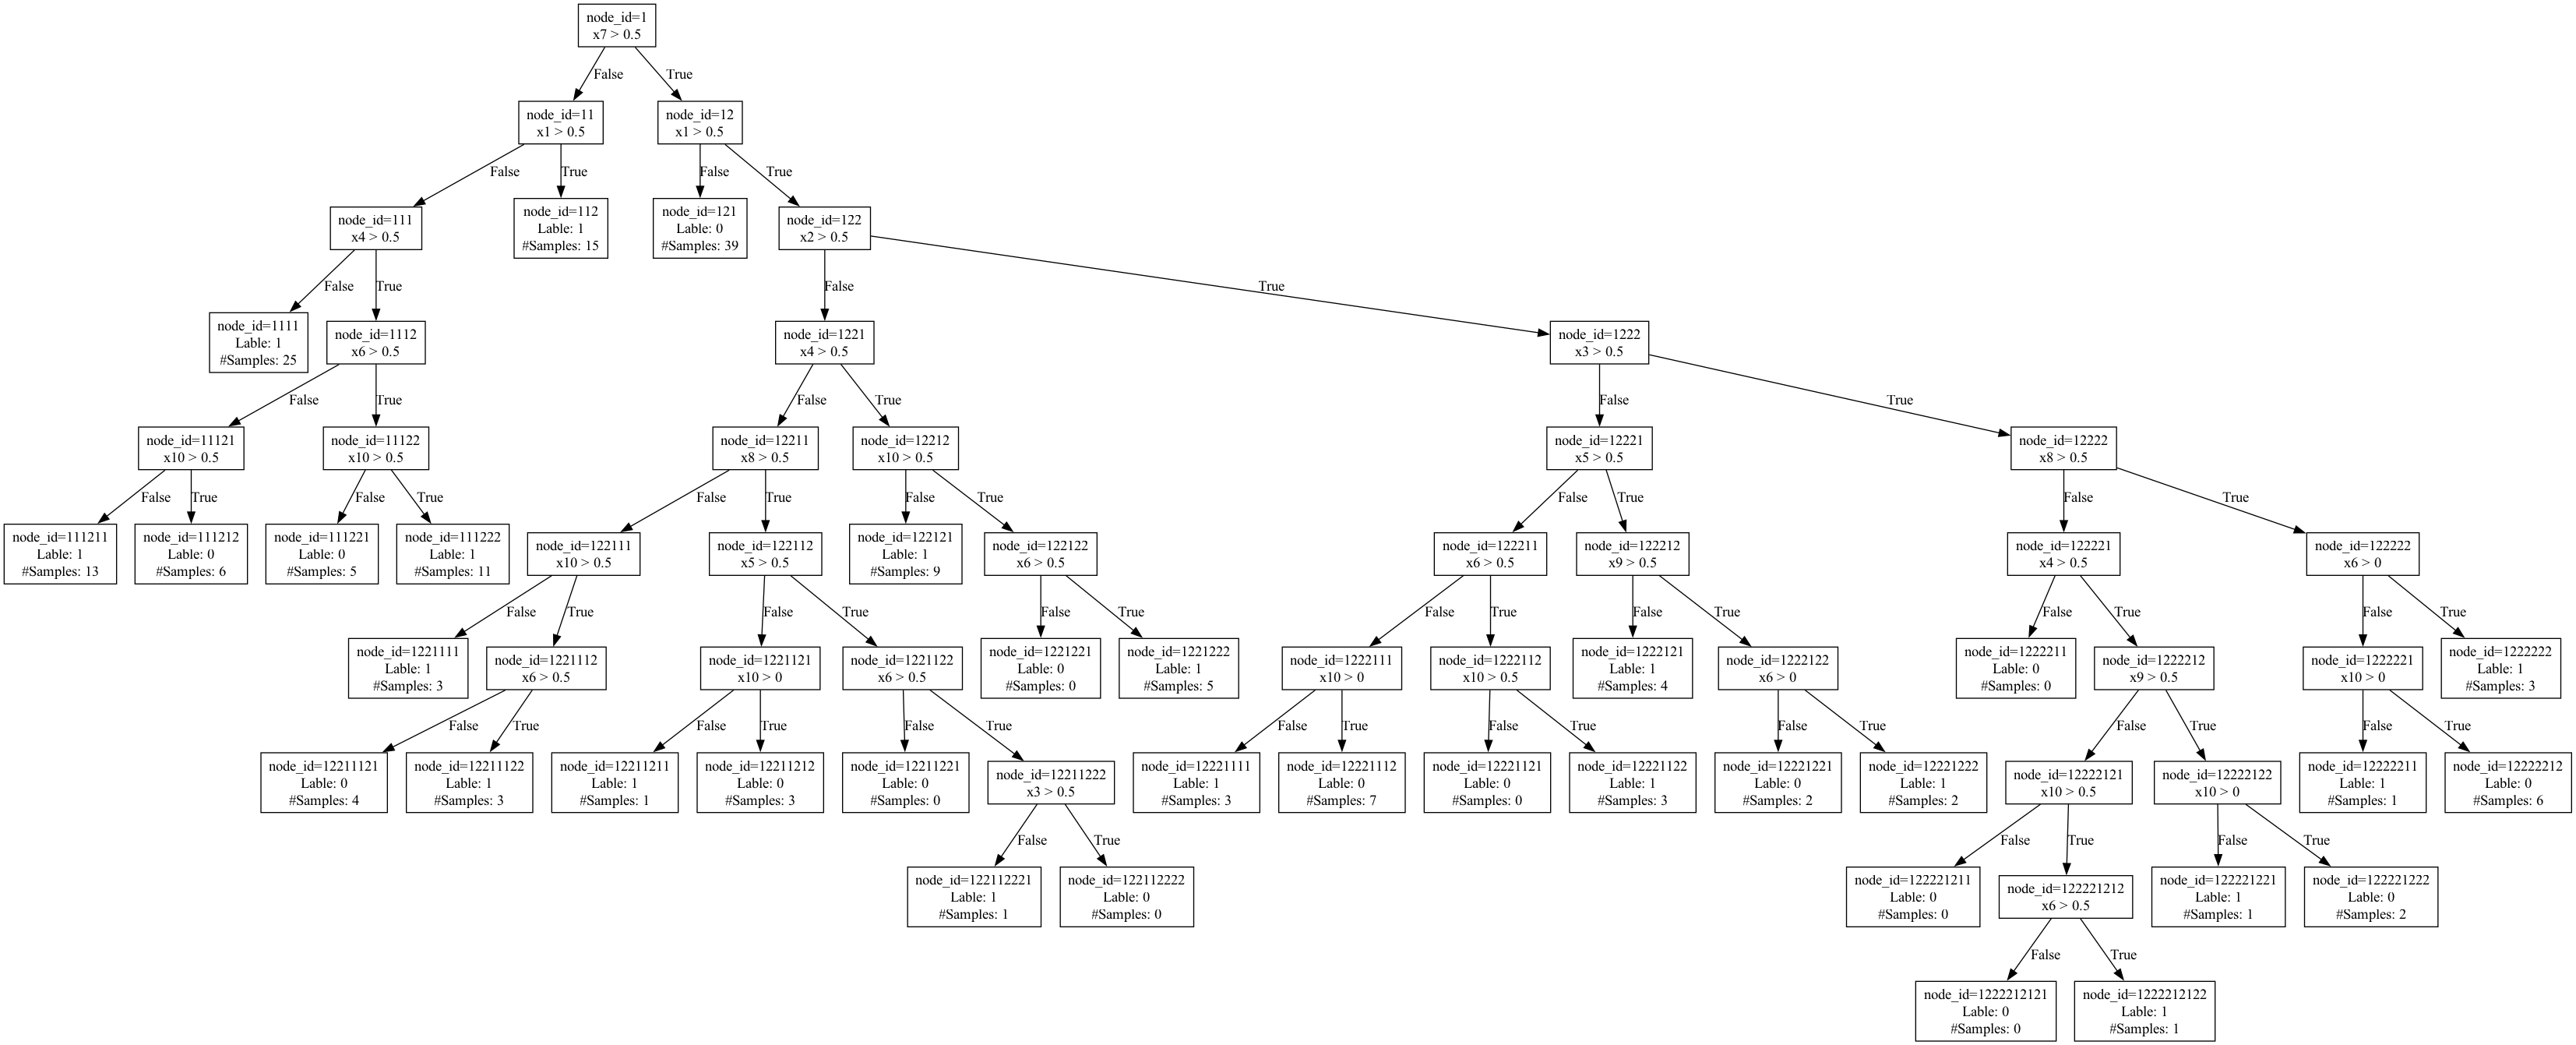 node_id=1
x7 > 0.5
False
True
node_id=11
x1 > 0.5
node_id=12
x1 > 0.5
False
True
False
True
node_id=111
x4 > 0.5
node_id=112
Lable: 1
#Samples: 15
node_id=121
Lable: 0
#Samples: 39
node_id=122
x2 > 0.5
False
True
False
True
node_id=1111
Lable: 1
#Samples: 25
node_id=1112
x6 > 0.5
node_id=1221
x4 > 0.5
node_id=1222
x3 > 0.5
False
True
False
True
False
True
node_id=11121
x10 > 0.5
node_id=11122
x10 > 0.5
node_id=12211
x8 > 0.5
node_id=12212
x10 > 0.5
node_id=12221
x5 > 0.5
node_id=12222
x8 > 0.5
False
True
False
True
False
True
False
True
False
True
False
True
node_id=111211
Lable: 1
#Samples: 13
node_id=111212
Lable: 0
#Samples: 6
node_id=111221
Lable: 0
#Samples: 5
node_id=111222
Lable: 1
#Samples: 11
node_id=122111
x10 > 0.5
node_id=122112
x5 > 0.5
node_id=122121
Lable: 1
#Samples: 9
node_id=122122
x6 > 0.5
node_id=122211
x6 > 0.5
node_id=122212
x9 > 0.5
node_id=122221
x4 > 0.5
node_id=122222
x6 > 0
False
True
False
True
False
True
False
True
False
True
False
True
False
True
node_id=1221111
Lable: 1
#Samples: 3
node_id=1221112
x6 > 0.5
node_id=1221121
x10 > 0
node_id=1221122
x6 > 0.5
node_id=1221221
Lable: 0
#Samples: 0
node_id=1221222
Lable: 1
#Samples: 5
node_id=1222111
x10 > 0
node_id=1222112
x10 > 0.5
node_id=1222121
Lable: 1
#Samples: 4
node_id=1222122
x6 > 0
node_id=1222211
Lable: 0
#Samples: 0
node_id=1222212
x9 > 0.5
node_id=1222221
x10 > 0
node_id=1222222
Lable: 1
#Samples: 3
False
True
False
True
False
True
False
True
False
True
False
True
False
True
False
True
node_id=12211121
Lable: 0
#Samples: 4
node_id=12211122
Lable: 1
#Samples: 3
node_id=12211211
Lable: 1
#Samples: 1
node_id=12211212
Lable: 0
#Samples: 3
node_id=12211221
Lable: 0
#Samples: 0
node_id=12211222
x3 > 0.5
node_id=12221111
Lable: 1
#Samples: 3
node_id=12221112
Lable: 0
#Samples: 7
node_id=12221121
Lable: 0
#Samples: 0
node_id=12221122
Lable: 1
#Samples: 3
node_id=12221221
Lable: 0
#Samples: 2
node_id=12221222
Lable: 1
#Samples: 2
node_id=12222121
x10 > 0.5
node_id=12222122
x10 > 0
node_id=12222211
Lable: 1
#Samples: 1
node_id=12222212
Lable: 0
#Samples: 6
False
True
False
True
False
True
node_id=122112221
Lable: 1
#Samples: 1
node_id=122112222
Lable: 0
#Samples: 0
node_id=122221211
Lable: 0
#Samples: 0
node_id=122221212
x6 > 0.5
node_id=122221221
Lable: 1
#Samples: 1
node_id=122221222
Lable: 0
#Samples: 2
False
True
node_id=1222212121
Lable: 0
#Samples: 0
node_id=1222212122
Lable: 1
#Samples: 1